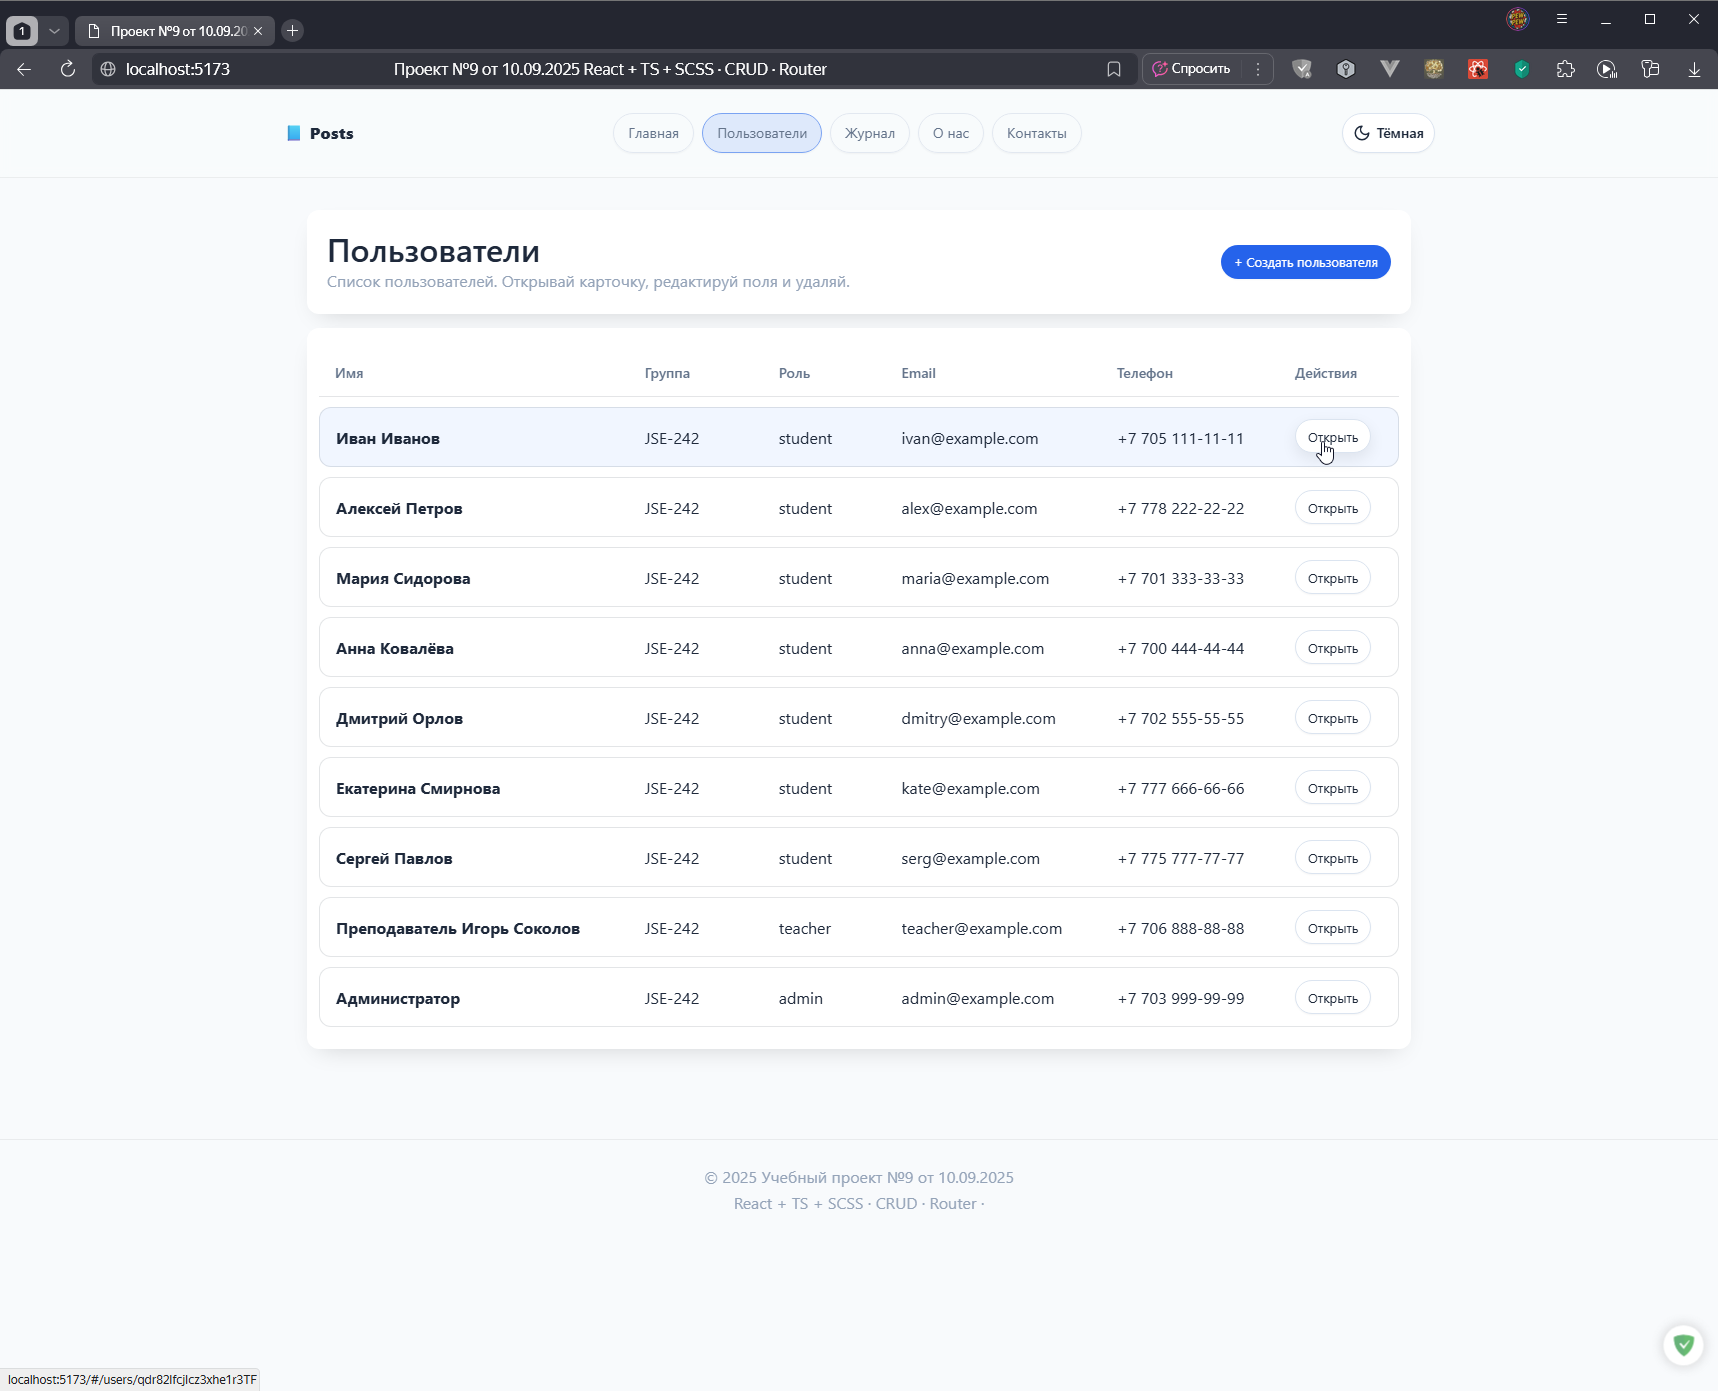 1
Проект №9 от 10.09.20
localhost:5173
Проект №9 от 10.09.2025 React + TS + SCSS · CRUD · Router
Спросить
Posts
Главная
Пользователи
Журнал
О нас
Контакты
Тёмная
Пользователи
Список пользователей. Открывай карточку, редактируй поля и удаляй.
+ Создать пользователя
Имя Группа Роль Email Телефон Действия
Иван Иванов JSE-242 student ivan@example.com +7 705 111-11-11 Открыть
Алексей Петров JSE-242 student alex@example.com +7 778 222-22-22 Открыть
Мария Сидорова JSE-242 student maria@example.com +7 701 333-33-33 Открыть
Анна Ковалёва JSE-242 student anna@example.com +7 700 444-44-44 Открыть
Дмитрий Орлов JSE-242 student dmitry@example.com +7 702 555-55-55 Открыть
Екатерина Смирнова JSE-242 student kate@example.com +7 777 666-66-66 Открыть
Сергей Павлов JSE-242 student serg@example.com +7 775 777-77-77 Открыть
Преподаватель Игорь Соколов JSE-242 teacher teacher@example.com +7 706 888-88-88 Открыть
Администратор JSE-242 admin admin@example.com +7 703 999-99-99 Открыть
© 2025 Учебный проект №9 от 10.09.2025
React + TS + SCSS · CRUD · Router ·
localhost:5173/#/users/qdr82lfcjlcz3xhe1r3TF